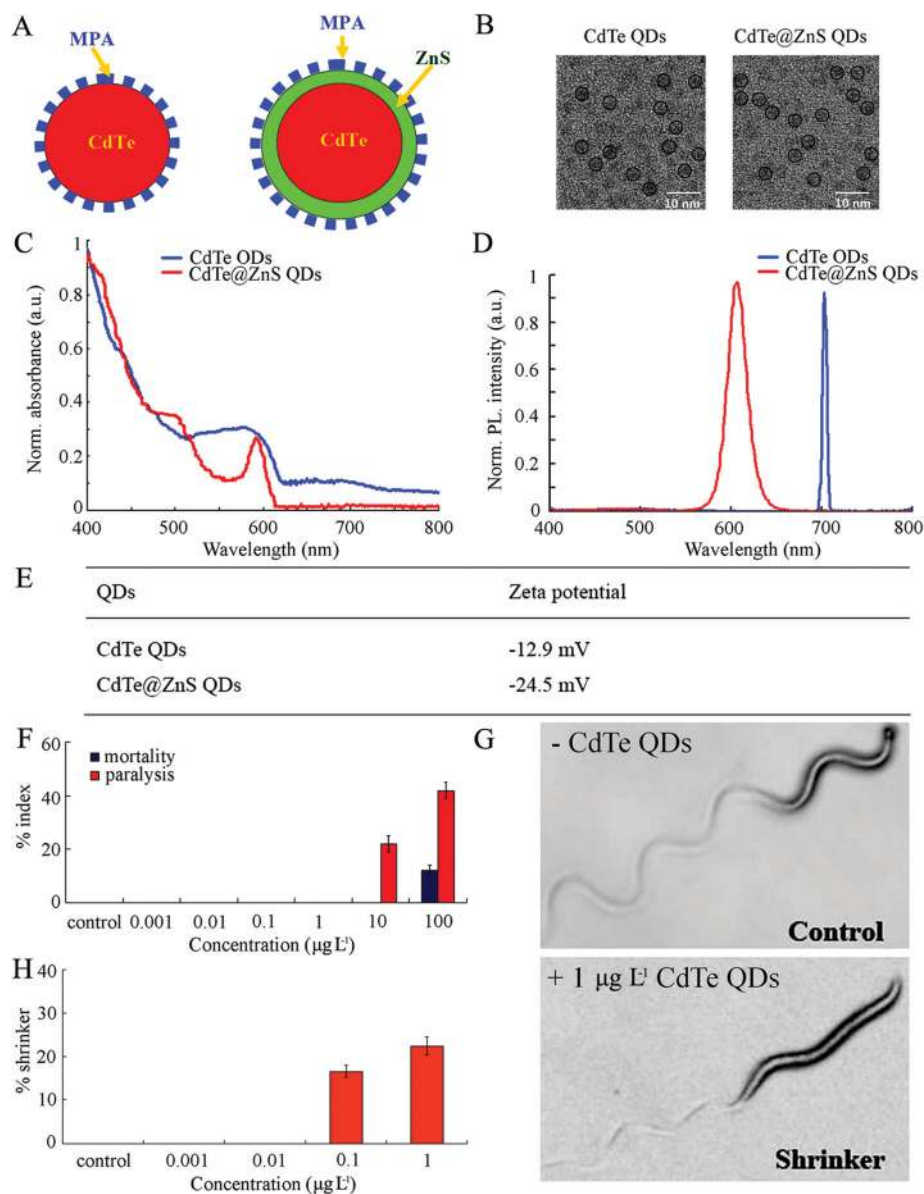 A
MPA
CdTe
MPA
ZnS
CdTe
B
CdTe QDs
CdTe@ZnS QDs
10 nm
10 nm
C
CdTe ODs
CdTe@ZnS QDs
Norm. absorbance (a.u.)
1
0.8
0.6
0.4
0.2
0
400 500 600 700 800
Wavelength (nm)
D
CdTe ODs
CdTe@ZnS QDs
Norm. PL. intensity (a.u.)
1
0.8
0.6
0.4
0.2
0
400 500 600 700 800
Wavelength (nm)
E
QDs Zeta potential
CdTe QDs -12.9 mV
CdTe@ZnS QDs -24.5 mV
F
mortality
paralysis
% index
60
40
20
0
control 0.001 0.01 0.1 1 10 100
Concentration (µg L-1)
G
- CdTe QDs
Control
+ 1 µg L-1 CdTe QDs
Shrinker
H
% shrinker
40
30
20
10
0
control 0.001 0.01 0.1 1
Concentration (µg L-1)